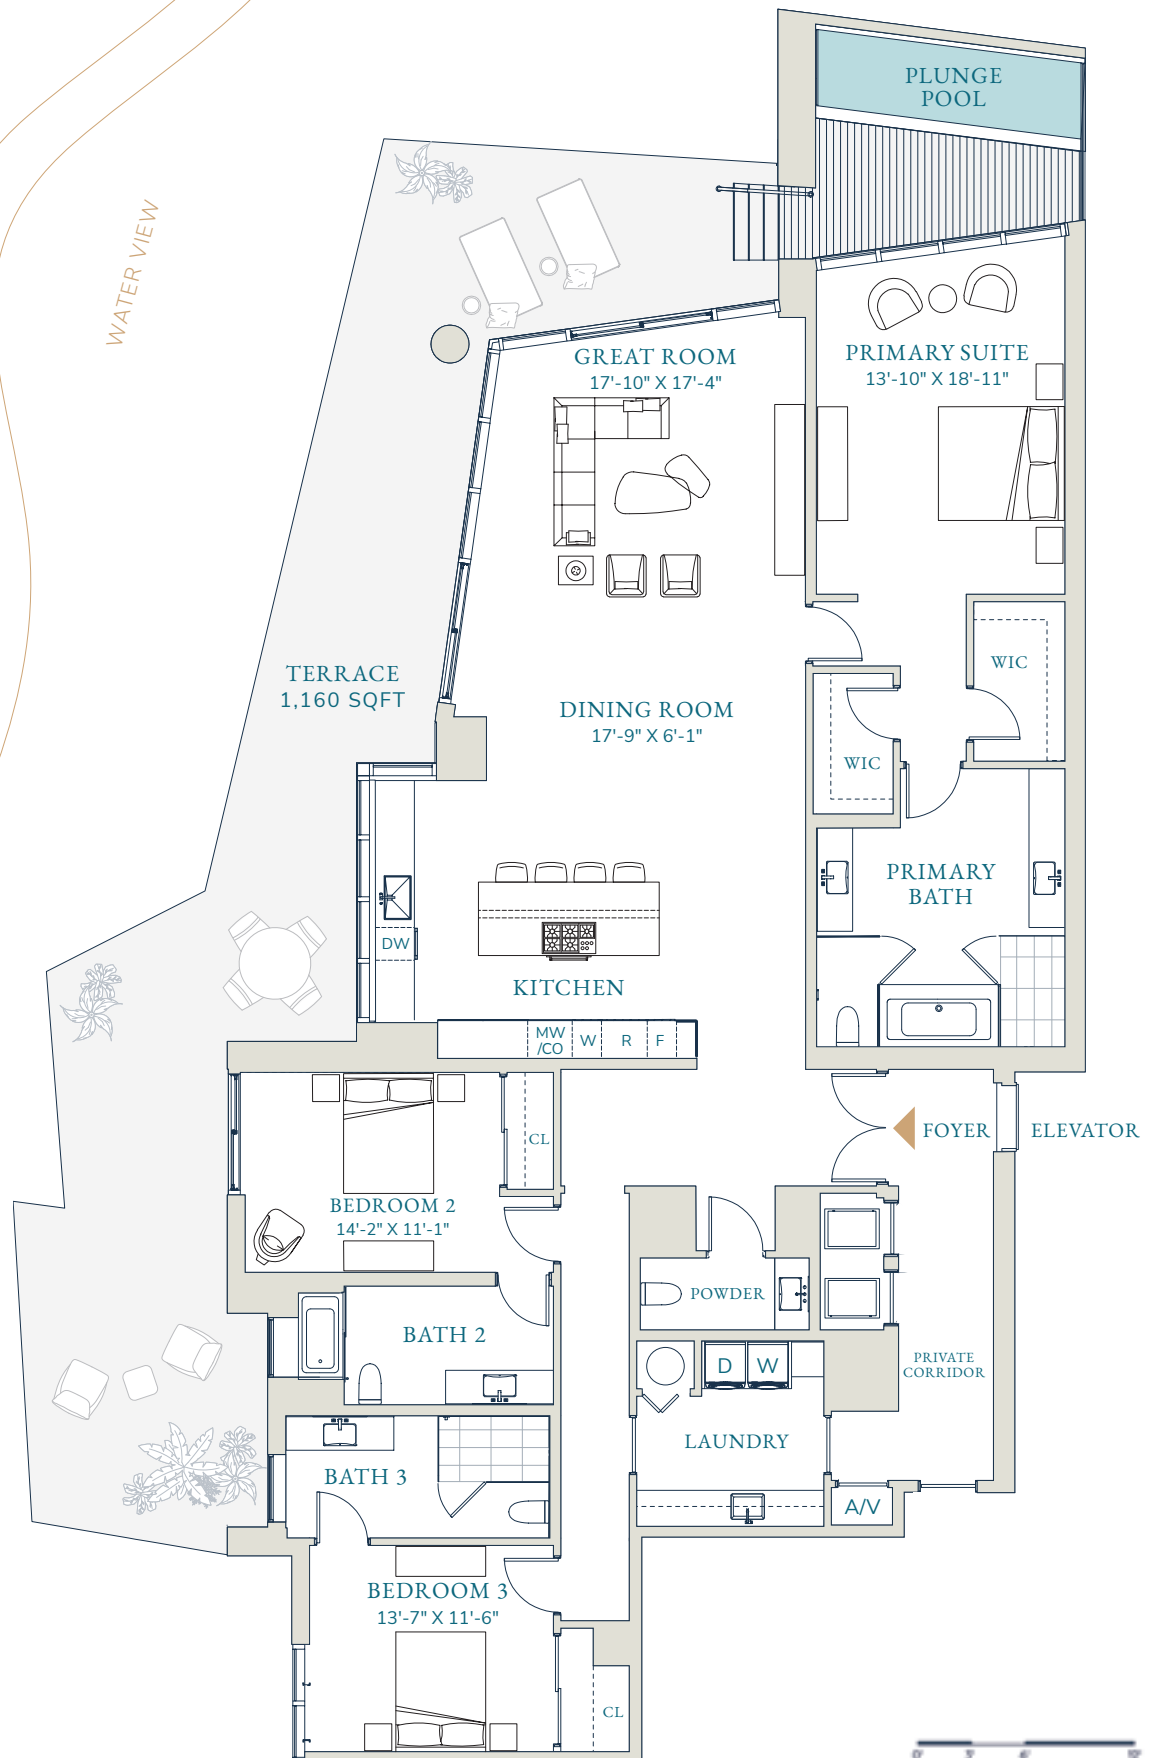 PLUNGE
POOL
WATER VIEW
GREAT ROOM
17'-10" X 17'-4"
PRIMARY SUITE
13'-10" X 18'-11"
TERRACE
1,160 SQFT
WIC
DINING ROOM
17'-9" X 6'-1"
WIC
PRIMARY
BATH
DW
KITCHEN
MW
/CO
W
R
F
CL
FOYER
ELEVATOR
BEDROOM 2
14'-2" X 11'-1"
POWDER
BATH 2
PRIVATE
CORRIDOR
D
W
LAUNDRY
BATH 3
A/V
BEDROOM 3
13'-7" X 11'-6"
CL